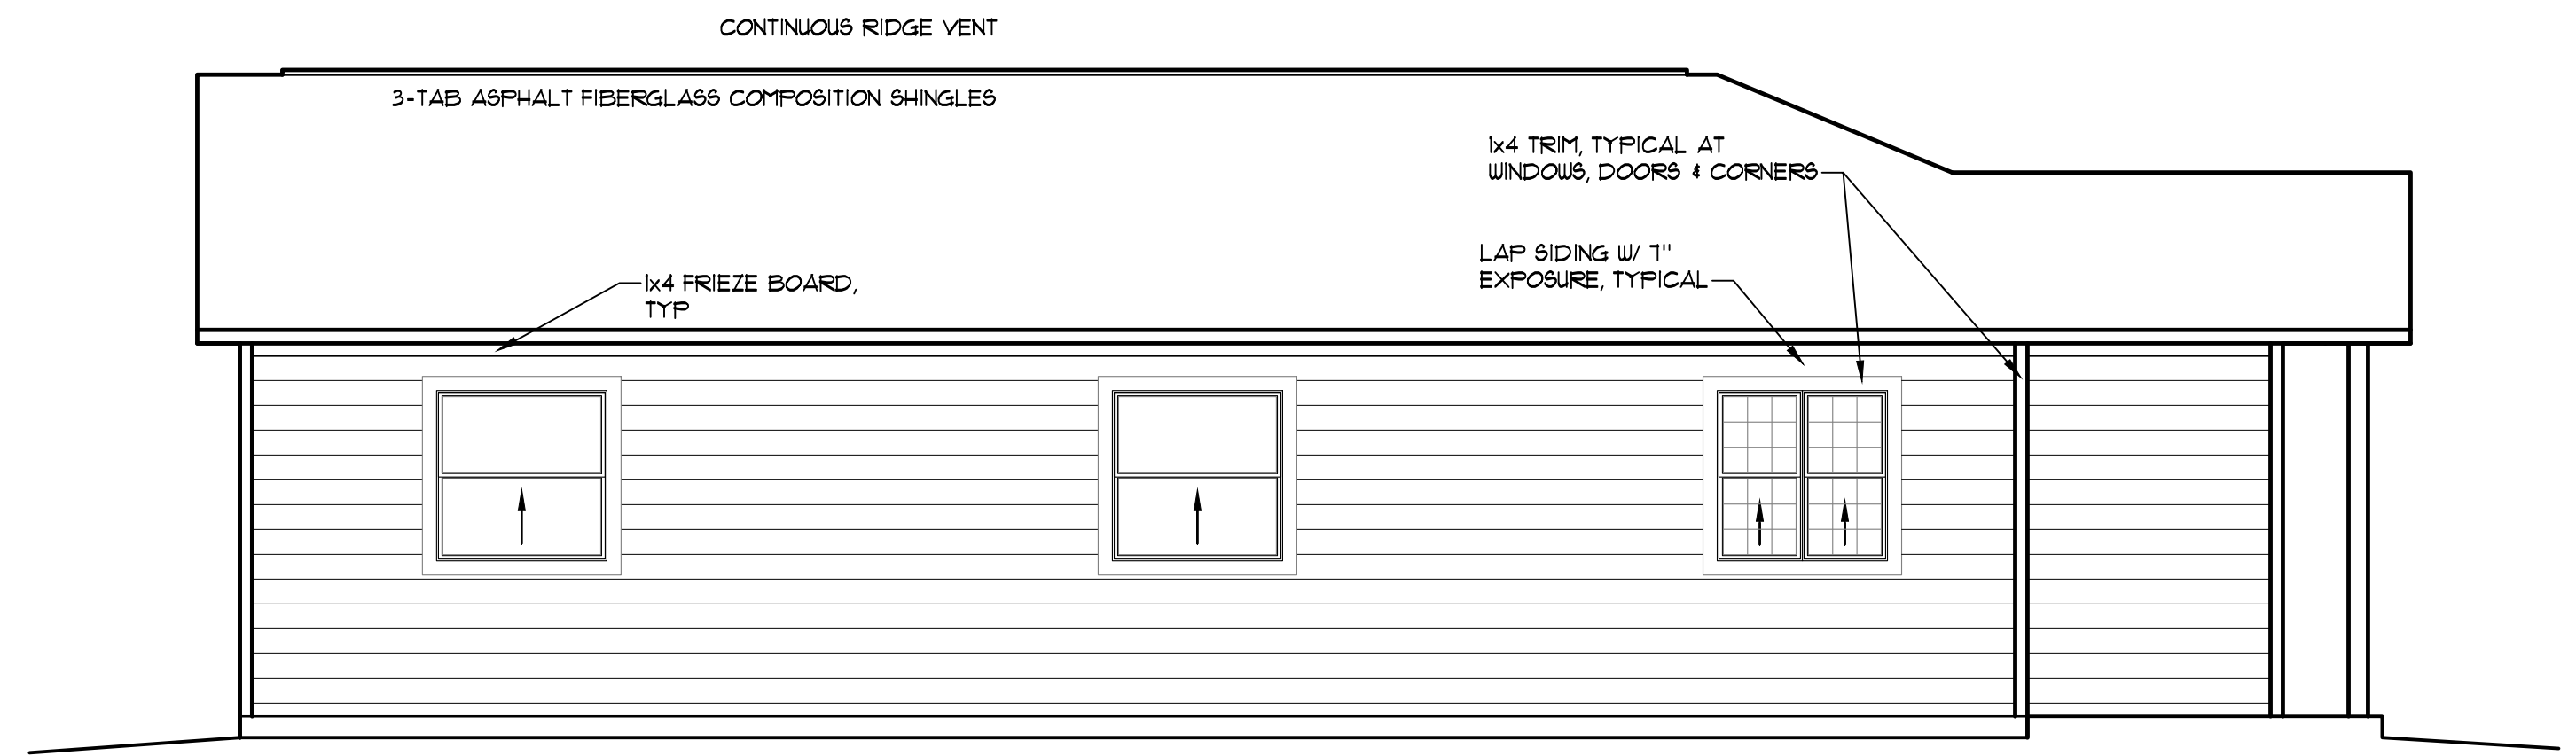 CONTINUOUS RIDGE VENT
3-TAB ASPHALT FIBERGLASS COMPOSITION SHINGLES
1x4 TRIM, TYPICAL AT
WINDOWS, DOORS & CORNERS
LAP SIDING W/ 7"
EXPOSURE, TYPICAL
1x4 FRIEZE BOARD,
TYP